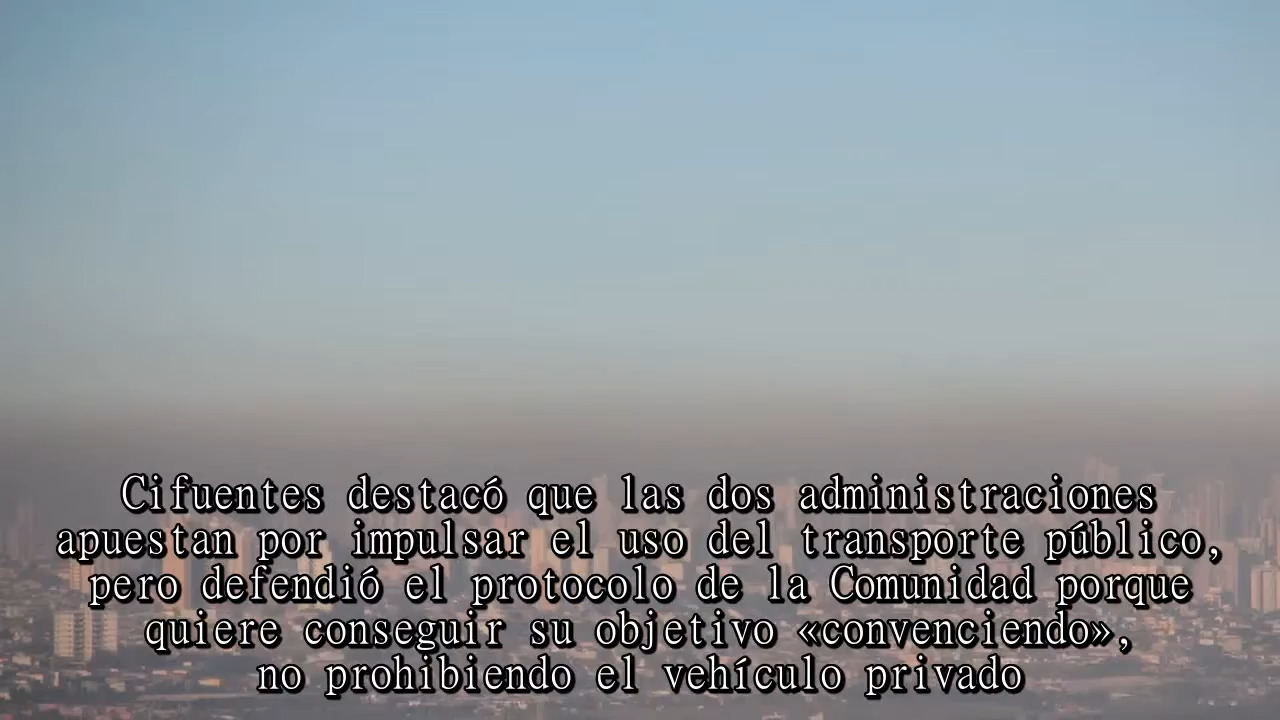 Cifuentes destacó que las dos administraciones
apuestan por impulsar el uso del transporte público,
pero defendió el protocolo de la Comunidad porque
quiere conseguir su objetivo «convenciendo»,
no prohibiendo el vehículo privado